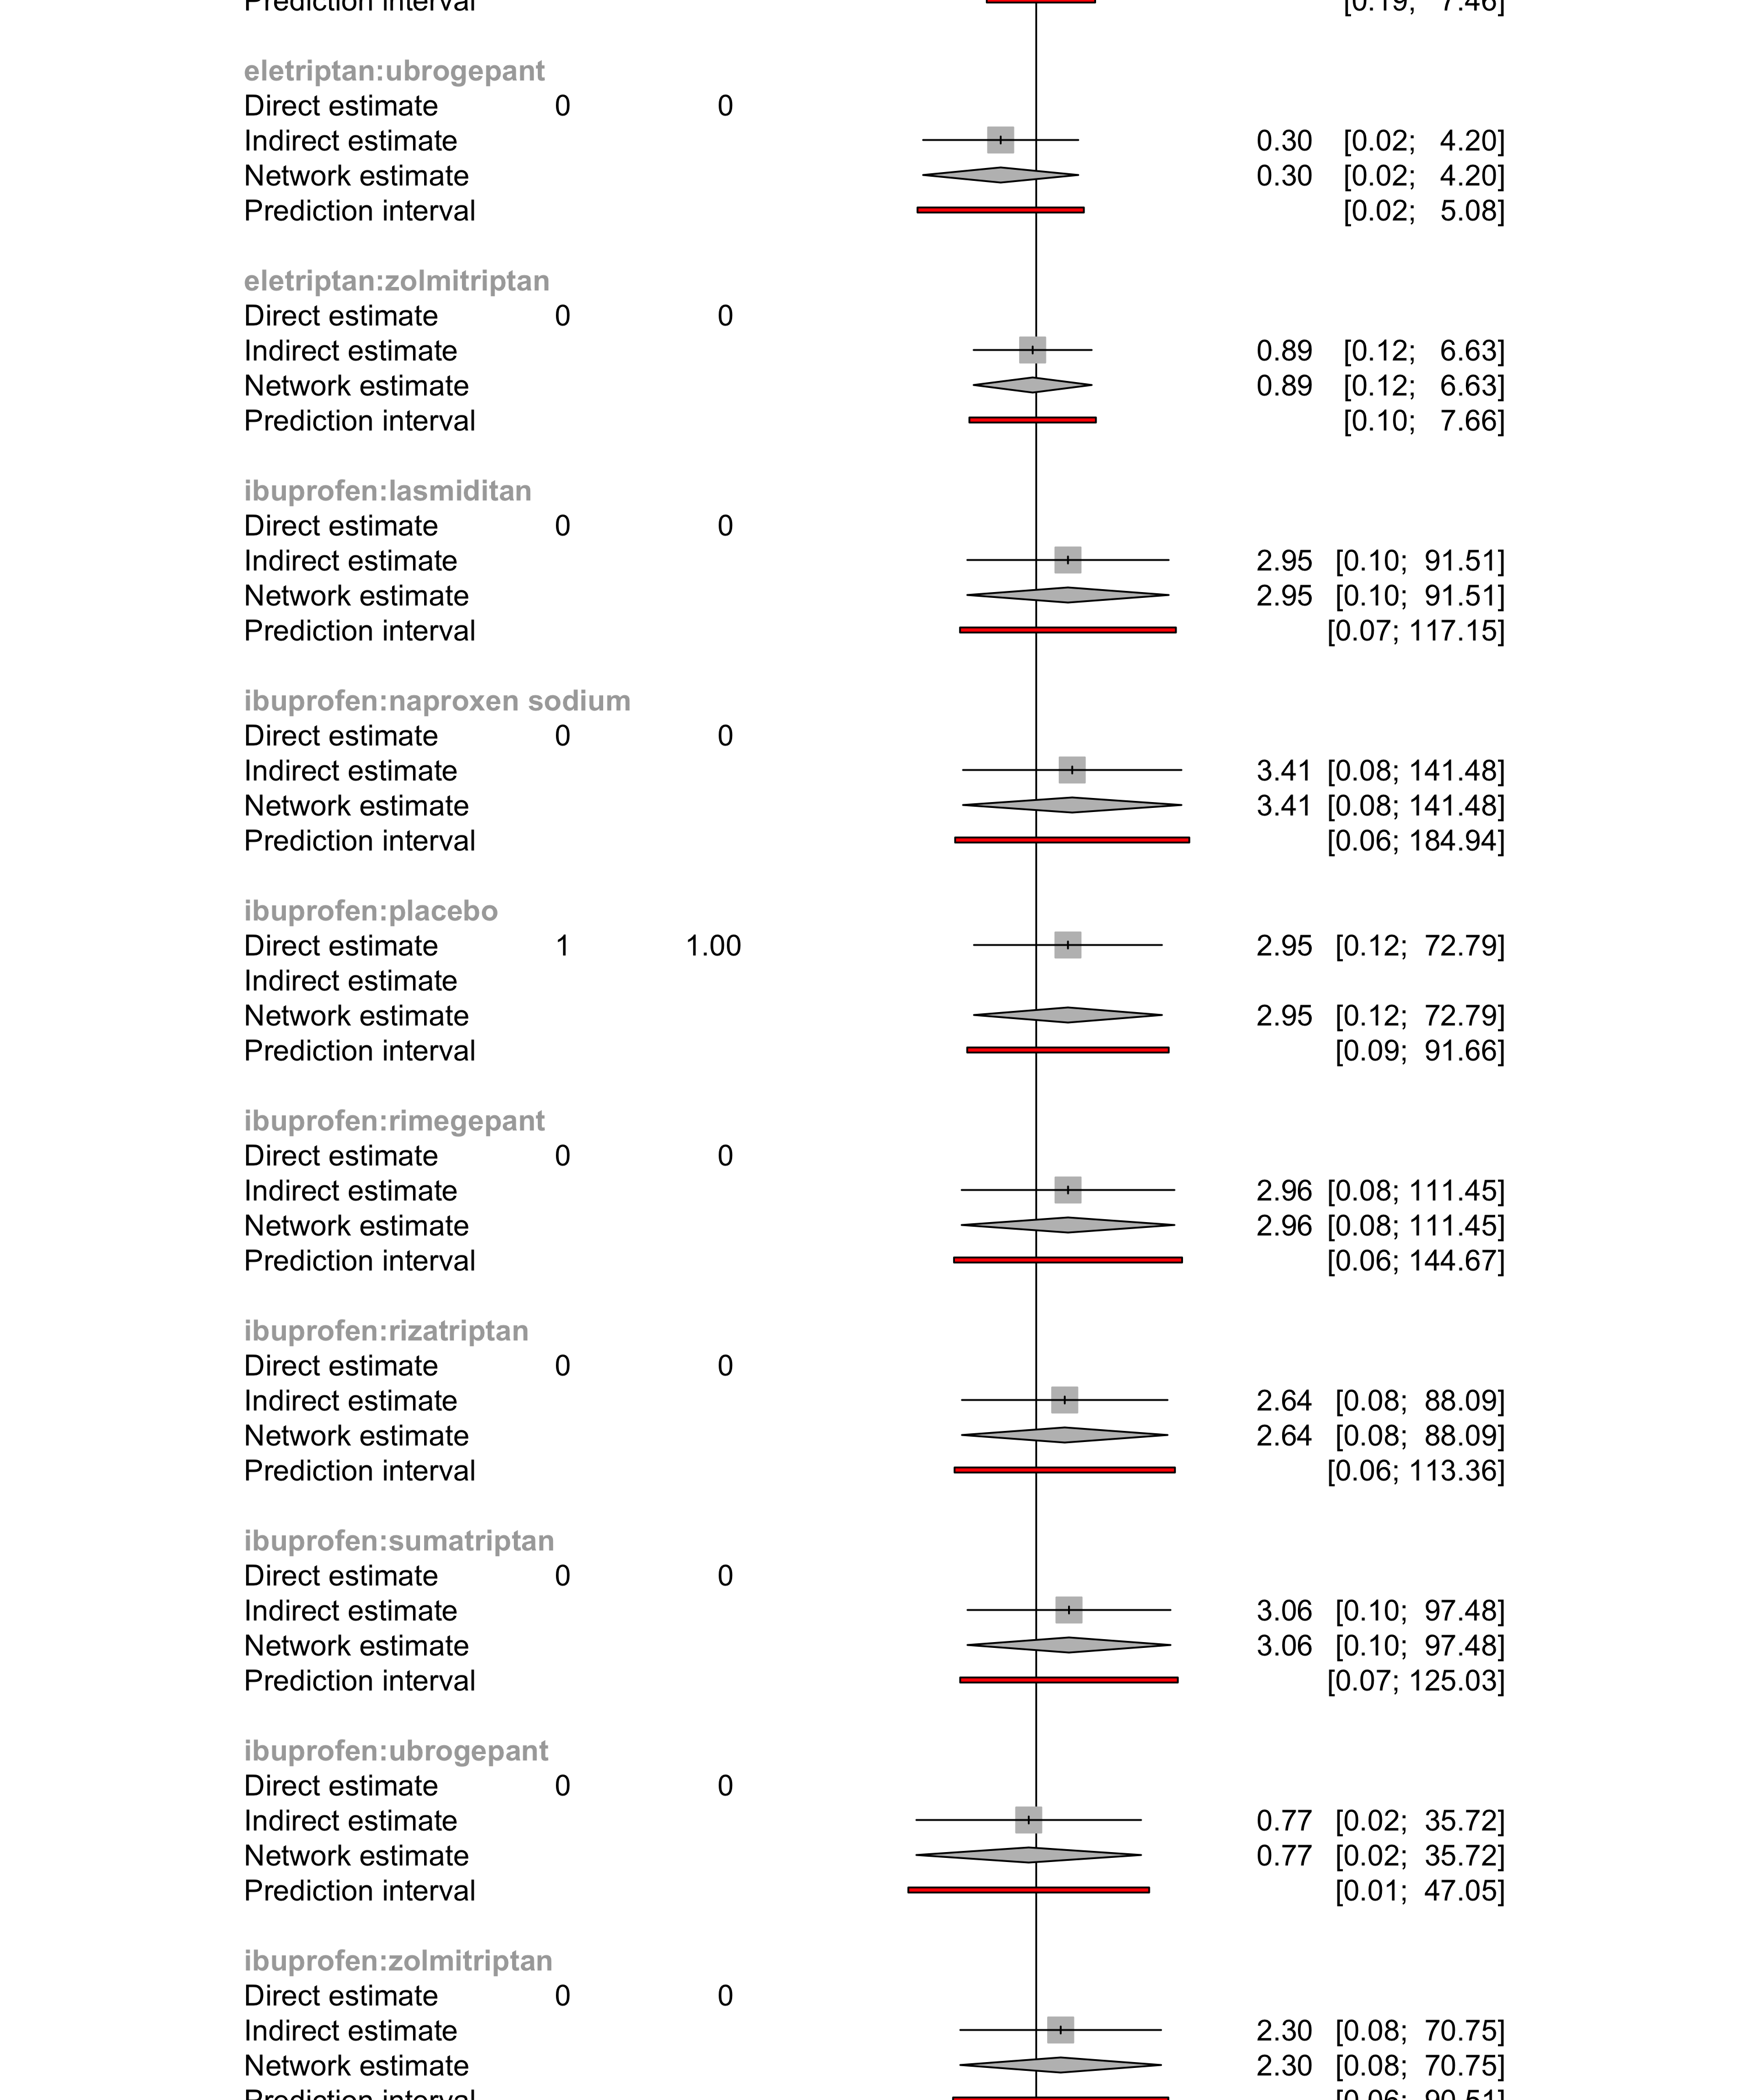 Prediction interval [0.19; 7.46]
eletriptan:ubrogepant
Direct estimate 0 0
Indirect estimate 0.30 [0.02; 4.20]
Network estimate 0.30 [0.02; 4.20]
Prediction interval [0.02; 5.08]
eletriptan:zolmitriptan
Direct estimate 0 0
Indirect estimate 0.89 [0.12; 6.63]
Network estimate 0.89 [0.12; 6.63]
Prediction interval [0.10; 7.66]
ibuprofen:lasmiditan
Direct estimate 0 0
Indirect estimate 2.95 [0.10; 91.51]
Network estimate 2.95 [0.10; 91.51]
Prediction interval [0.07; 117.15]
ibuprofen:naproxen sodium
Direct estimate 0 0
Indirect estimate 3.41 [0.08; 141.48]
Network estimate 3.41 [0.08; 141.48]
Prediction interval [0.06; 184.94]
ibuprofen:placebo
Direct estimate 1 1.00 2.95 [0.12; 72.79]
Indirect estimate
Network estimate 2.95 [0.12; 72.79]
Prediction interval [0.09; 91.66]
ibuprofen:rimegepant
Direct estimate 0 0
Indirect estimate 2.96 [0.08; 111.45]
Network estimate 2.96 [0.08; 111.45]
Prediction interval [0.06; 144.67]
ibuprofen:rizatriptan
Direct estimate 0 0
Indirect estimate 2.64 [0.08; 88.09]
Network estimate 2.64 [0.08; 88.09]
Prediction interval [0.06; 113.36]
ibuprofen:sumatriptan
Direct estimate 0 0
Indirect estimate 3.06 [0.10; 97.48]
Network estimate 3.06 [0.10; 97.48]
Prediction interval [0.07; 125.03]
ibuprofen:ubrogepant
Direct estimate 0 0
Indirect estimate 0.77 [0.02; 35.72]
Network estimate 0.77 [0.02; 35.72]
Prediction interval [0.01; 47.05]
ibuprofen:zolmitriptan
Direct estimate 0 0
Indirect estimate 2.30 [0.08; 70.75]
Network estimate 2.30 [0.08; 70.75]
Prediction interval [0.06; 90.51]